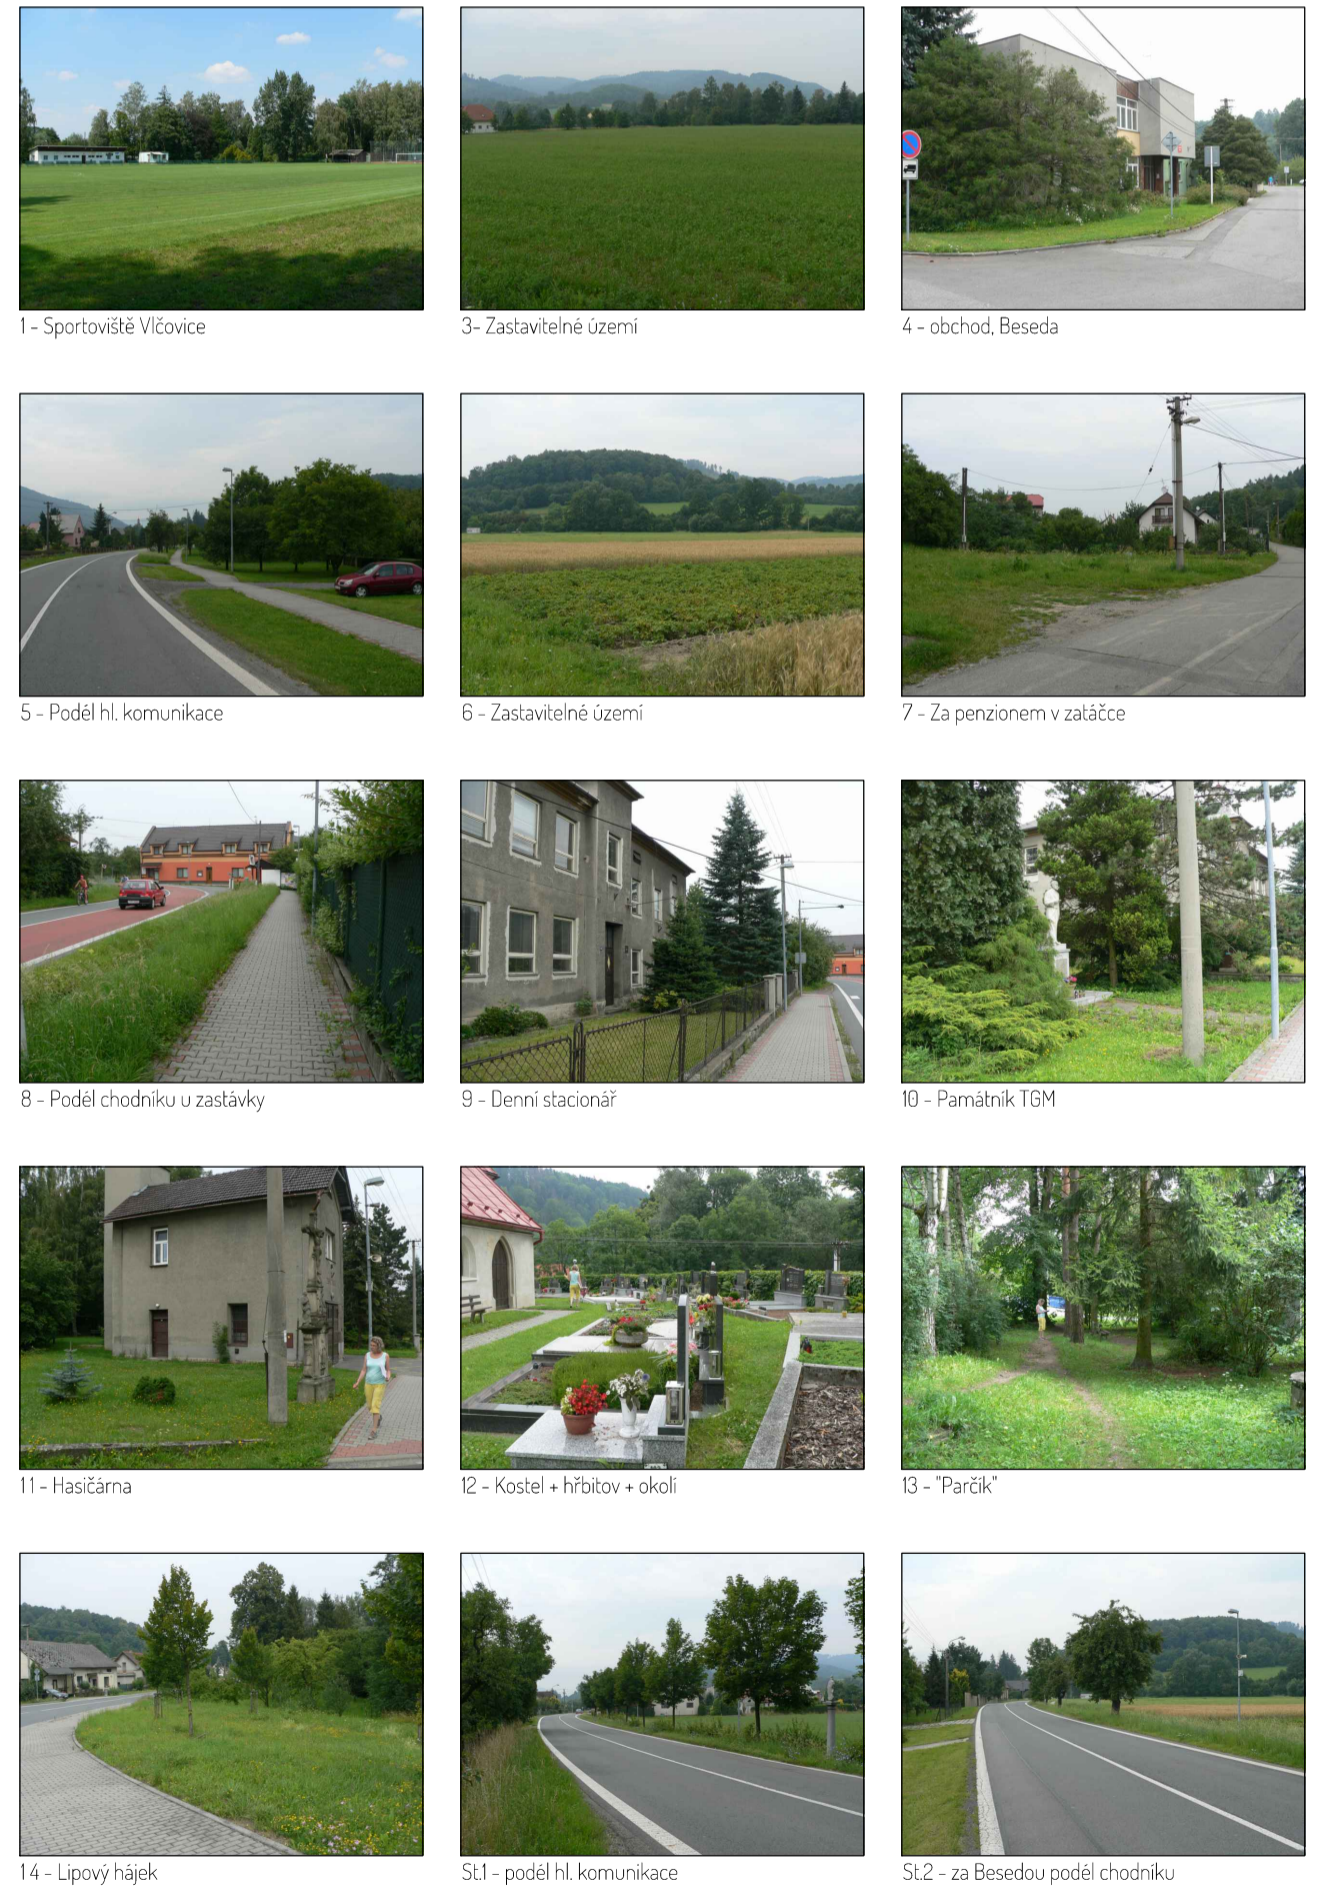 1 - Sportoviště Vlčovice
3- Zastavitelné území
4 - obchod, Beseda
5 - Podél hl. komunikace
6 - Zastavitelné území
7 - Za penzionem v zatáčce
8 - Podél chodníku u zastávky
9 - Denní stacionář
10 - Památník TGM
11 - Hasičárna
12 - Kostel + hřbitov + okolí
13 - "Parčík"
14 - Lipový hájek
St.1 - podél hl. komunikace
St.2 - za Besedou podél chodníku